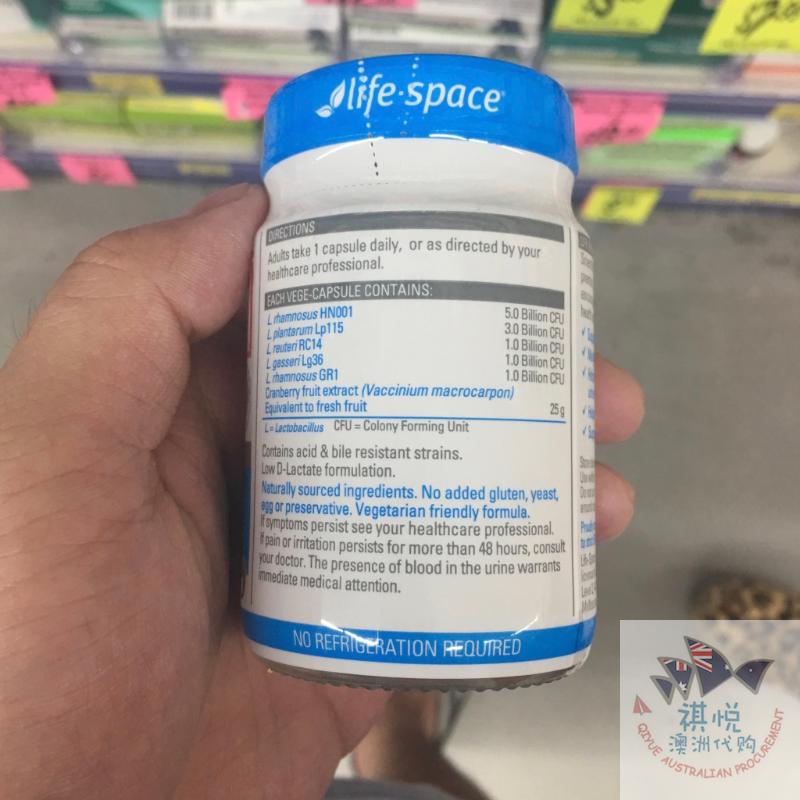 life·space
DIRECTIONS
Adults take 1 capsule daily, or as directed by your
healthcare professional.
EACH VEGE-CAPSULE CONTAINS:
L rhamnosus HN001 5.0 Billion CFU
L plantarum Lp115 3.0 Billion CFU
L reuteri RC14 1.0 Billion CFU
L gasseri Lg36 1.0 Billion CFU
L rhamnosus GR1 1.0 Billion CFU
Cranberry fruit extract (Vaccinium macrocarpon)
Equivalent to fresh fruit 25 g
L = Lactobacillus CFU = Colony Forming Unit
Contains acid & bile resistant strains.
Low D-Lactate formulation.
Naturally sourced ingredients. No added gluten, yeast,
egg or preservative. Vegetarian friendly formula.
If symptoms persist see your healthcare professional.
If pain or irritation persists for more than 48 hours, consult
your doctor. The presence of blood in the urine warrants
immediate medical attention.
NO REFRIGERATION REQUIRED
祺悦
澳洲代购
QIYUE AUSTRALIAN PROCUREMENT